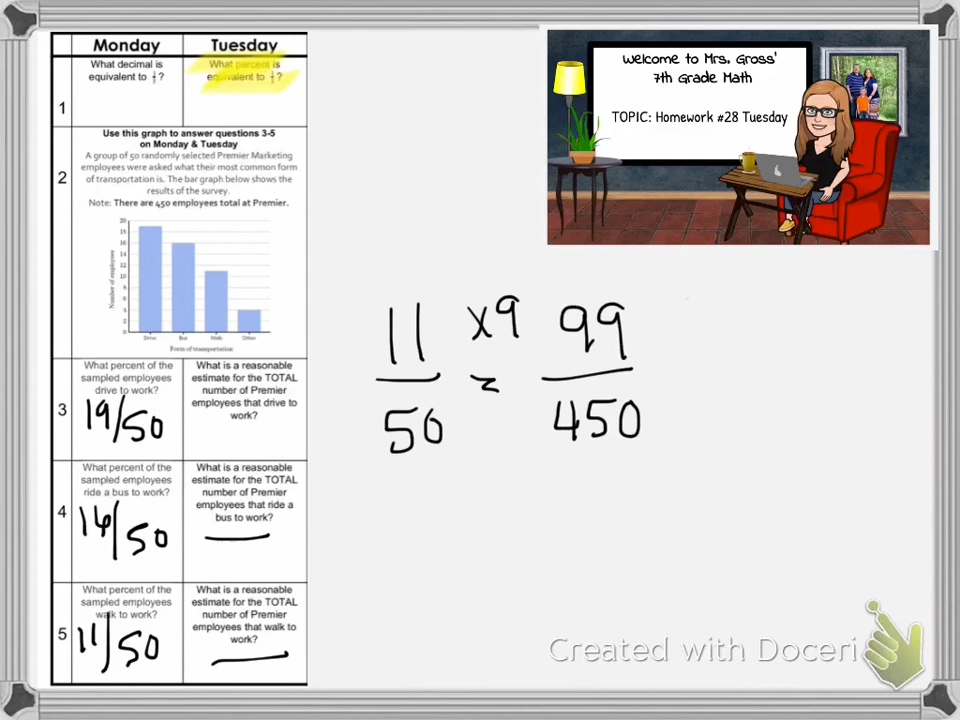 Monday Tuesday
1
What decimal is
equivalent to
What percent is
equivalent to
2
Use this graph to answer questions 3-5
on Monday & Tuesday
A group of 50 randomly selected Premier Marketing
employees were asked what their most common form
of transportation is. The bar graph below shows the
results of the survey.
Note: There are 450 employees total at Premier.
Number of employees
20
18
16
14
12
10
8
6
4
2
0
Drive Bus Walk Other
Form of transportation
3
What percent of the
sampled employees
drive to work?
19/50
What is a reasonable
estimate for the TOTAL
number of Premier
employees that drive to
work?
4
What percent of the
sampled employees
ride a bus to work?
16/50
What is a reasonable
estimate for the TOTAL
number of Premier
employees that ride a
bus to work?
5
What percent of the
sampled employees
walk to work?
11/50
What is a reasonable
estimate for the TOTAL
number of Premier
employees that walk to
work?
Welcome to Mrs. Gross'
7th Grade Math
TOPIC: Homework #28 Tuesday
11 x9 99
=
50 450
Created with Doceri